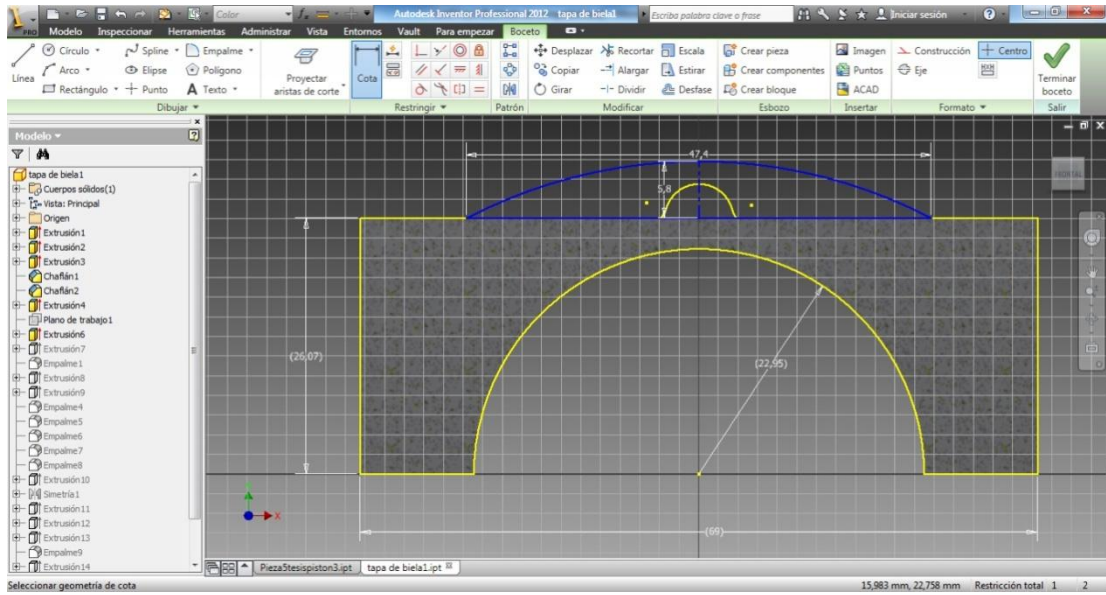 Color
Autodesk Inventor Professional 2012 tapa de biela1
Escriba palabra clave o frase
Iniciar sesión
PRO Modelo Inspeccionar Herramientas Administrar Vista Entornos Vault Para empezar Boceto
Línea
Círculo
Spline
Empalme
Arco
Elipse
Polígono
Rectángulo
Punto
Texto
Proyectar aristas de corte
Cota
Desplazar
Recortar
Escala
Copiar
Alargar
Estirar
Girar
Dividir
Desfase
Crear pieza
Crear componentes
Crear bloque
Imagen
Puntos
ACAD
Construcción
Centro
Eje
Terminar boceto
Dibujar
Restringir
Patrón
Modificar
Esbozo
Insertar
Formato
Salir
Modelo
tapa de biela1
Cuerpos sólidos(1)
Vista: Principal
Origen
Extrusión1
Extrusión2
Extrusión3
Chaflán1
Chaflán2
Extrusión4
Plano de trabajo1
Extrusión6
Extrusión7
Empalme1
Extrusión8
Extrusión9
Empalme4
Empalme5
Empalme6
Empalme7
Empalme8
Extrusión10
Simetría1
Extrusión11
Extrusión12
Extrusión13
Empalme9
Extrusión14
47,4
5,8
FRONTAL
(26,07)
(22,95)
(69)
X
Pieza5tesispiston3.ipt
tapa de biela1.ipt
Seleccionar geometría de cota
15,983 mm, 22,758 mm Restricción total 1 2